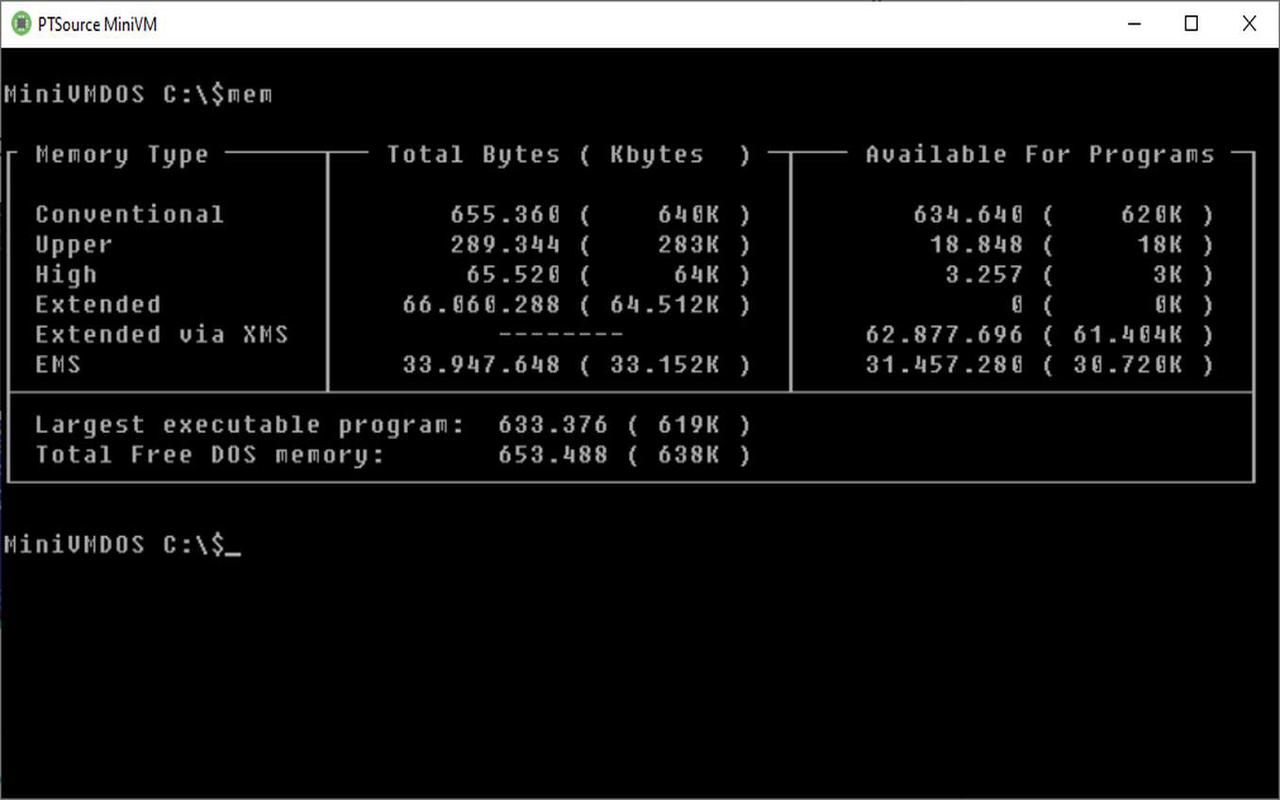 PTSource MiniVM
MiniVMDOS C:\$mem
Memory Type Total Bytes ( Kbytes ) Available For Programs
Conventional 655.360 ( 640K ) 634.640 ( 620K )
Upper 289.344 ( 283K ) 18.848 ( 18K )
High 65.520 ( 64K ) 3.257 ( 3K )
Extended 66.060.288 ( 64.512K ) 0 ( 0K )
Extended via XMS -------- 62.877.696 ( 61.404K )
EMS 33.947.648 ( 33.152K ) 31.457.280 ( 30.720K )
Largest executable program: 633.376 ( 619K )
Total Free DOS memory: 653.488 ( 638K )
MiniVMDOS C:\$_